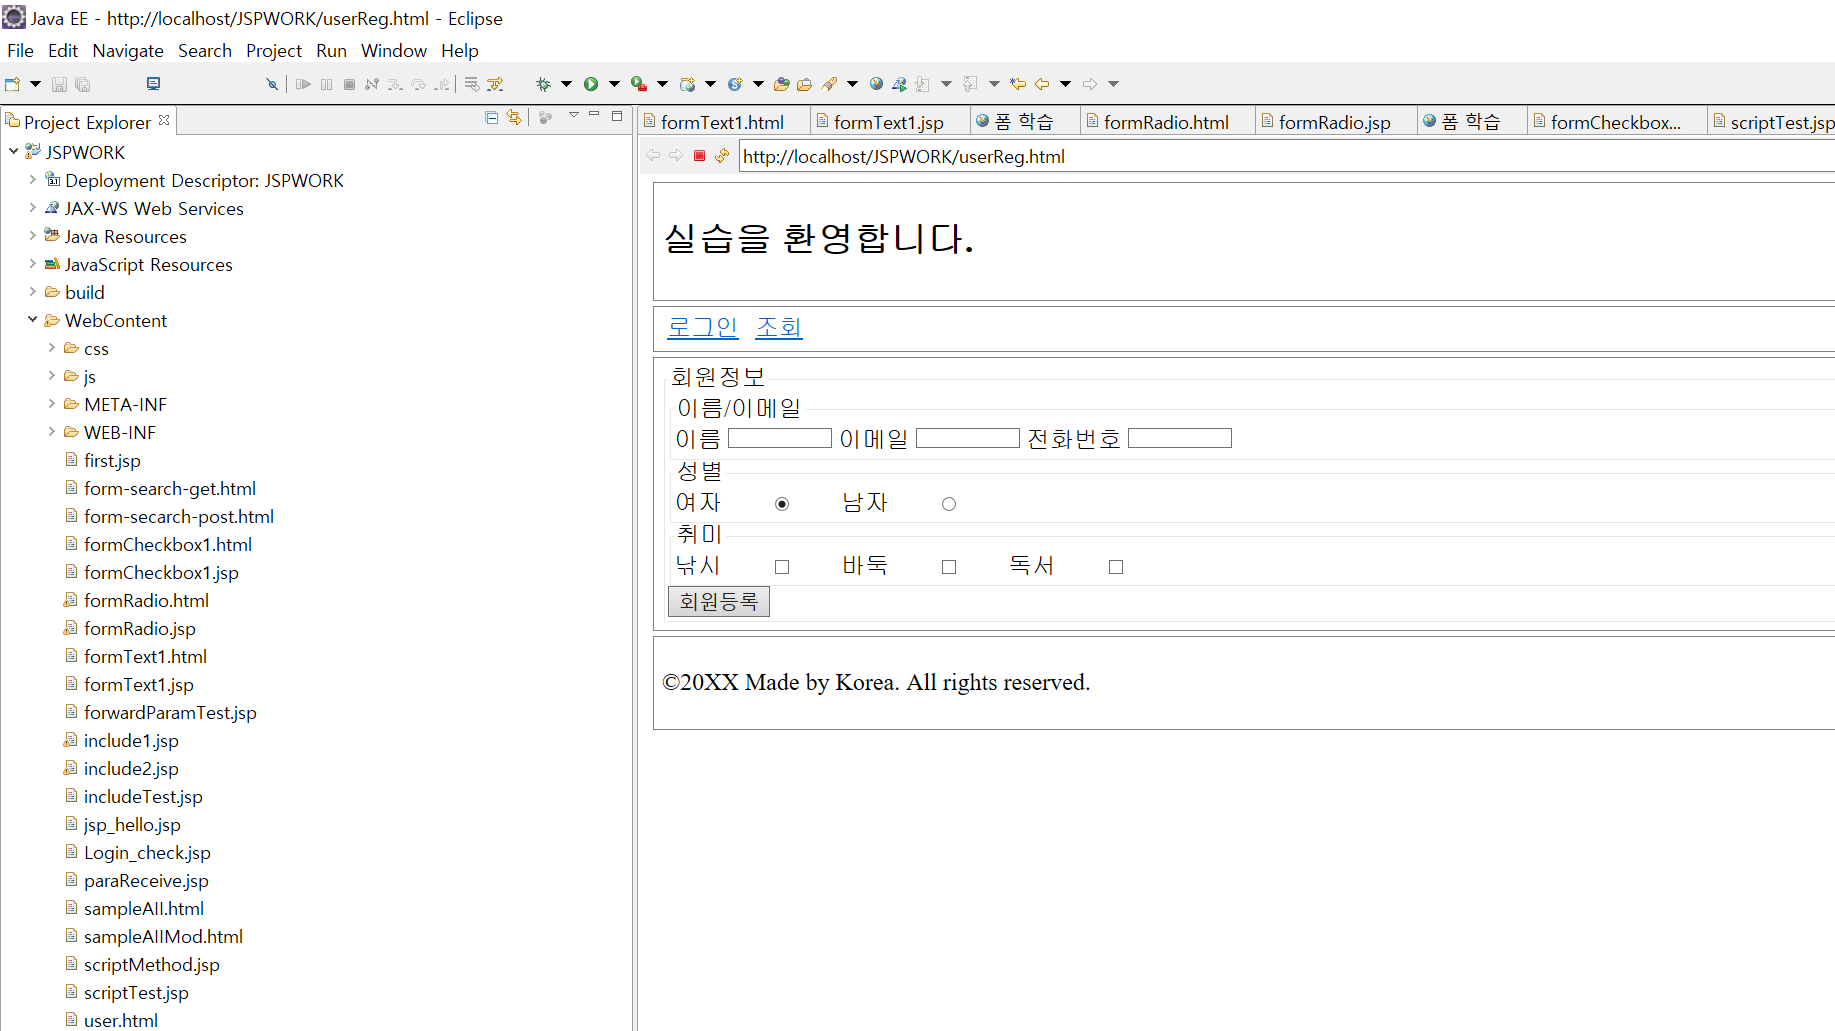 Java EE - http://localhost/JSPWORK/userReg.html - Eclipse
File Edit Navigate Search Project Run Window Help
Project Explorer
JSPWORK
Deployment Descriptor: JSPWORK
JAX-WS Web Services
Java Resources
JavaScript Resources
build
WebContent
css
js
META-INF
WEB-INF
first.jsp
form-search-get.html
form-secarch-post.html
formCheckbox1.html
formCheckbox1.jsp
formRadio.html
formRadio.jsp
formText1.html
formText1.jsp
forwardParamTest.jsp
include1.jsp
include2.jsp
includeTest.jsp
jsp_hello.jsp
Login_check.jsp
paraReceive.jsp
sampleAII.html
sampleAIIMod.html
scriptMethod.jsp
scriptTest.jsp
user.html
formText1.html formText1.jsp 폼 학습 formRadio.html formRadio.jsp 폼 학습 formCheckbox... scriptTest.jsp
http://localhost/JSPWORK/userReg.html
실습을 환영합니다.
로그인 조회
회원정보
이름/이메일
이름 이메일 전화번호
성별
여자 남자
취미
낚시 바둑 독서
회원등록
©20XX Made by Korea. All rights reserved.